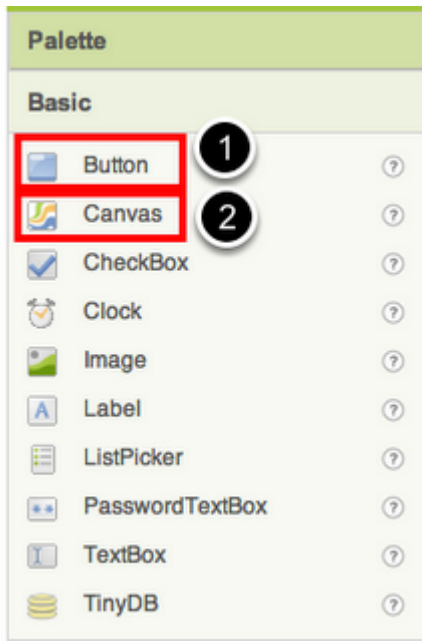 Palette
Basic
Button
1
Canvas
2
CheckBox
Clock
Image
A Label
ListPicker
PasswordTextBox
TextBox
TinyDB